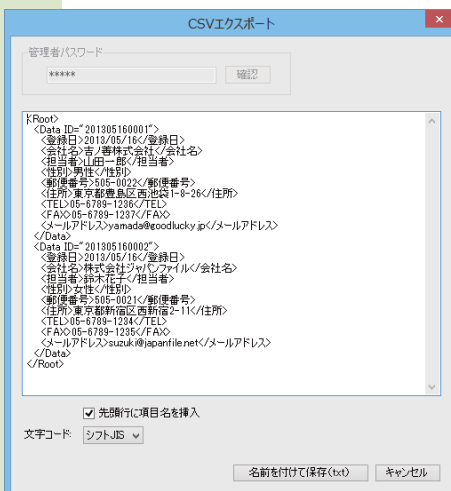 CSVエクスポート
×
管理者パスワード
***** 確認
<Root>
<Data ID="201305160001">
<登録日>2013/05/16</登録日>
<会社名>吉ノ善株式会社</会社名>
<担当者>山田一郎</担当者>
<性別>男性</性別>
<郵便番号>505-0022</郵便番号>
<住所>東京都豊島区西池袋1-8-26</住所>
<TEL>05-6789-1236</TEL>
<FAX>05-6789-1237</FAX>
<メールアドレス>yamada@goodlucky.jp</メールアドレス>
</Data>
<Data ID="201305160002">
<登録日>2013/05/16</登録日>
<会社名>株式会社ジャパンファイル</会社名>
<担当者>鈴木花子</担当者>
<性別>女性</性別>
<郵便番号>505-0021</郵便番号>
<住所>東京都新宿区西新宿2-11</住所>
<TEL>05-6789-1234</TEL>
<FAX>05-6789-1235</FAX>
<メールアドレス>suzuki@japanfile.net</メールアドレス>
</Data>
</Root>
先頭行に項目名を挿入
文字コード: シフトJIS
名前を付けて保存(txt) キャンセル